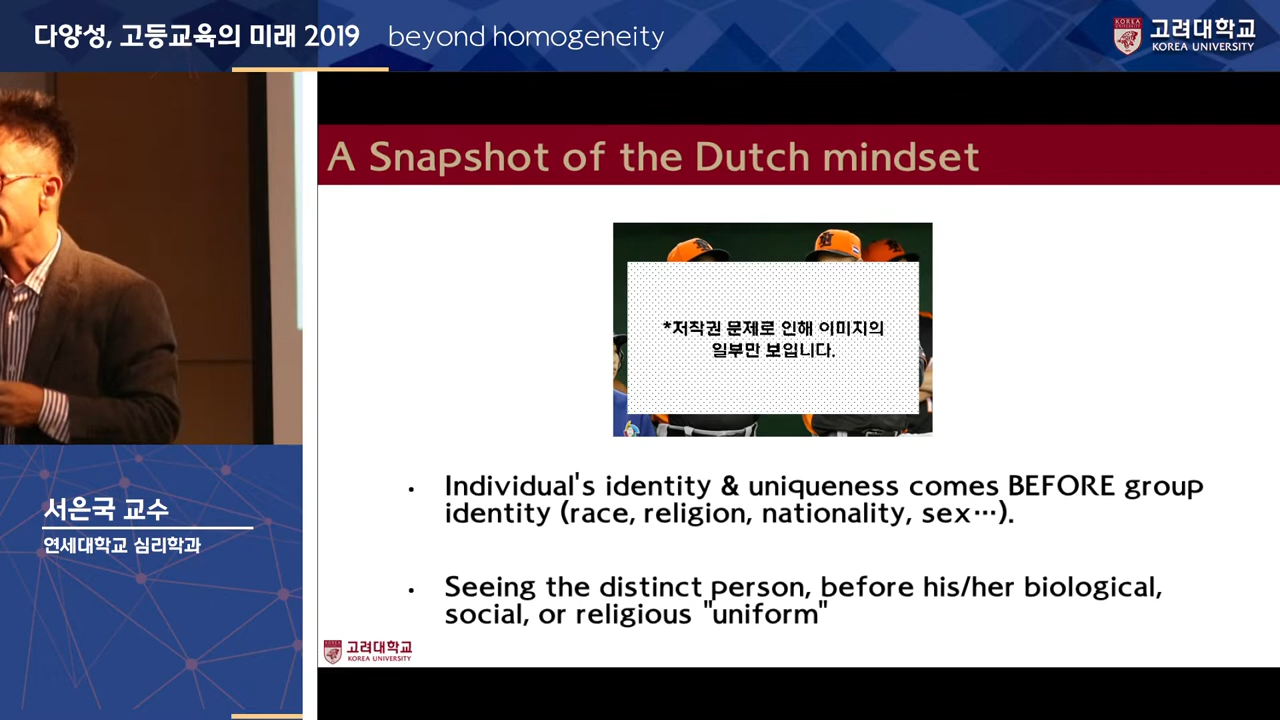 다양성, 고등교육의 미래 2019 beyond homogeneity
KOREA
UNIVERSITY
고려대학교
KOREA UNIVERSITY
A Snapshot of the Dutch mindset
*저작권 문제로 인해 이미지의
일부만 보입니다.
• Individual's identity & uniqueness comes BEFORE group
identity (race, religion, nationality, sex⋯).
• Seeing the distinct person, before his/her biological,
social, or religious "uniform"
서은국 교수
연세대학교 심리학과
고려대학교
KOREA UNIVERSITY